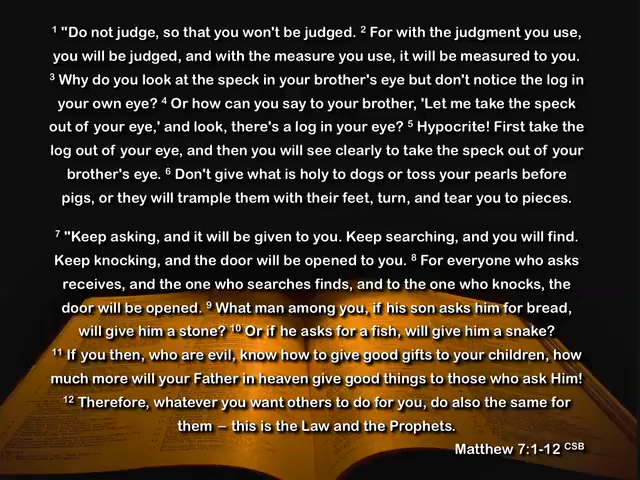 1 "Do not judge, so that you won't be judged. 2 For with the judgment you use,
you will be judged, and with the measure you use, it will be measured to you.
3 Why do you look at the speck in your brother's eye but don't notice the log in
your own eye? 4 Or how can you say to your brother, 'Let me take the speck
out of your eye,' and look, there's a log in your eye? 5 Hypocrite! First take the
log out of your eye, and then you will see clearly to take the speck out of your
brother's eye. 6 Don't give what is holy to dogs or toss your pearls before
pigs, or they will trample them with their feet, turn, and tear you to pieces.
7 "Keep asking, and it will be given to you. Keep searching, and you will find.
Keep knocking, and the door will be opened to you. 8 For everyone who asks
receives, and the one who searches finds, and to the one who knocks, the
door will be opened. 9 What man among you, if his son asks him for bread,
will give him a stone? 10 Or if he asks for a fish, will give him a snake?
11 If you then, who are evil, know how to give good gifts to your children, how
much more will your Father in heaven give good things to those who ask Him!
12 Therefore, whatever you want others to do for you, do also the same for
them – this is the Law and the Prophets.
Matthew 7:1-12 CSB